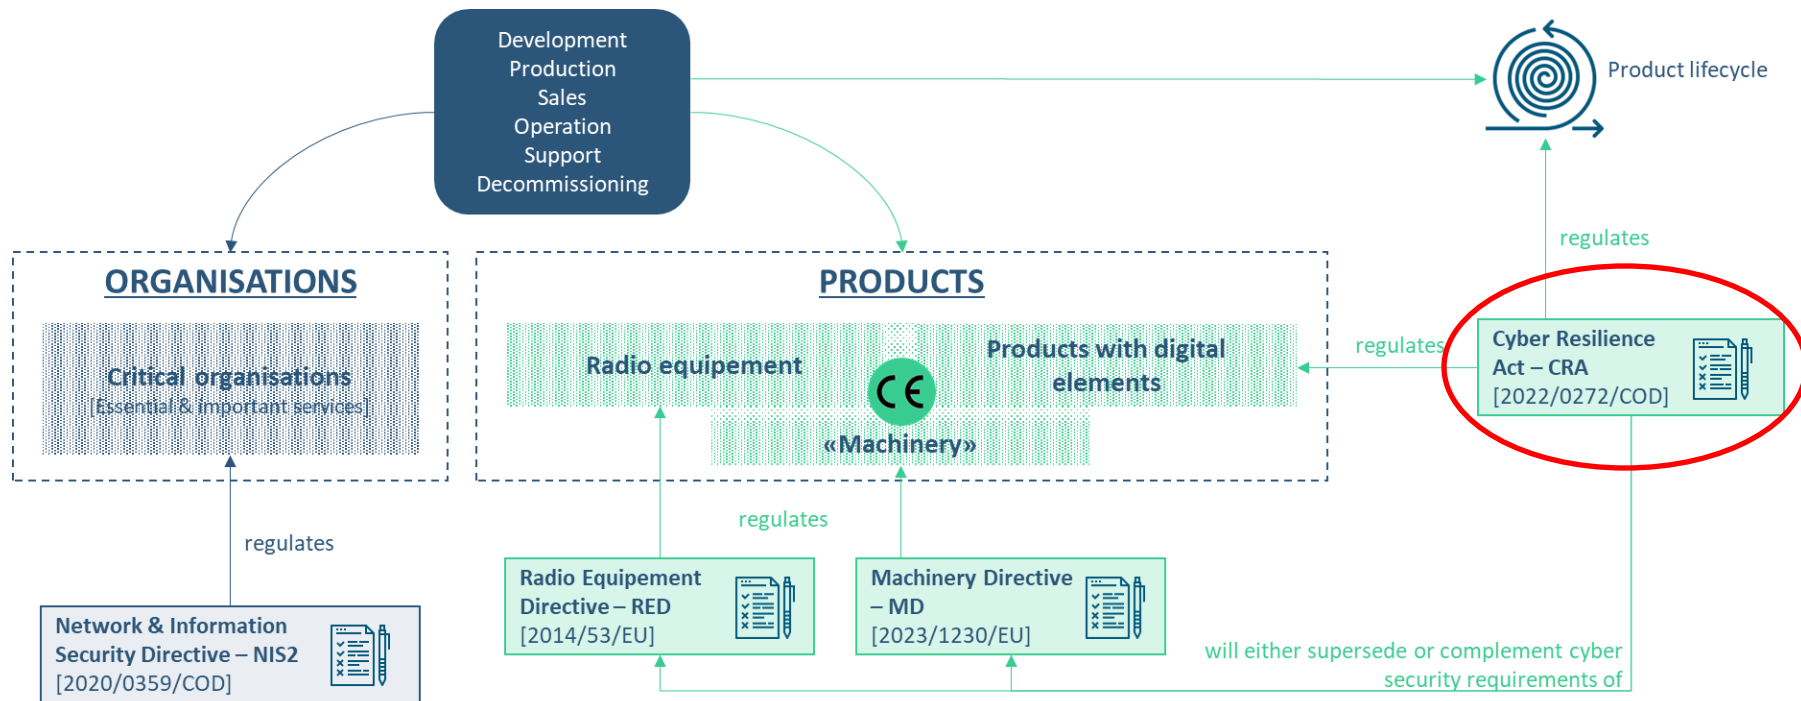 Development
Production
Sales
Operation
Support
Decommissioning
Product lifecycle
regulates
ORGANISATIONS
Critical organisations
[Essential & important services]
PRODUCTS
Radio equipement
Products with digital
elements
CE
«Machinery»
regulates
Cyber Resilience
Act – CRA
[2022/0272/COD]
regulates
regulates
Network & Information
Security Directive – NIS2
[2020/0359/COD]
Radio Equipement
Directive – RED
[2014/53/EU]
Machinery Directive
– MD
[2023/1230/EU]
will either supersede or complement cyber
security requirements of